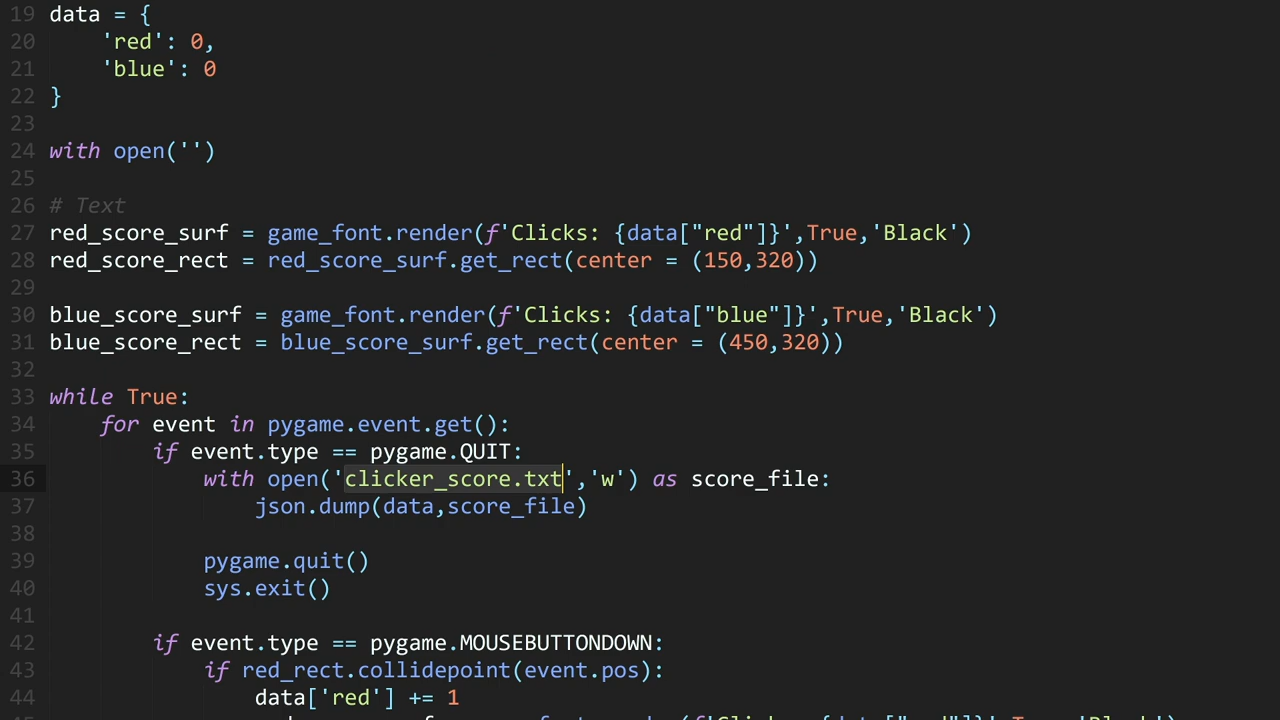 19 data = {
20     'red': 0,
21     'blue': 0
22 }
23
24 with open('')
25
26 # Text
27 red_score_surf = game_font.render(f'Clicks: {data["red"]}',True,'Black')
28 red_score_rect = red_score_surf.get_rect(center = (150,320))
29
30 blue_score_surf = game_font.render(f'Clicks: {data["blue"]}',True,'Black')
31 blue_score_rect = blue_score_surf.get_rect(center = (450,320))
32
33 while True:
34     for event in pygame.event.get():
35         if event.type == pygame.QUIT:
36             with open('clicker_score.txt','w') as score_file:
37                 json.dump(data,score_file)
38
39             pygame.quit()
40             sys.exit()
41
42         if event.type == pygame.MOUSEBUTTONDOWN:
43             if red_rect.collidepoint(event.pos):
44                 data['red'] += 1